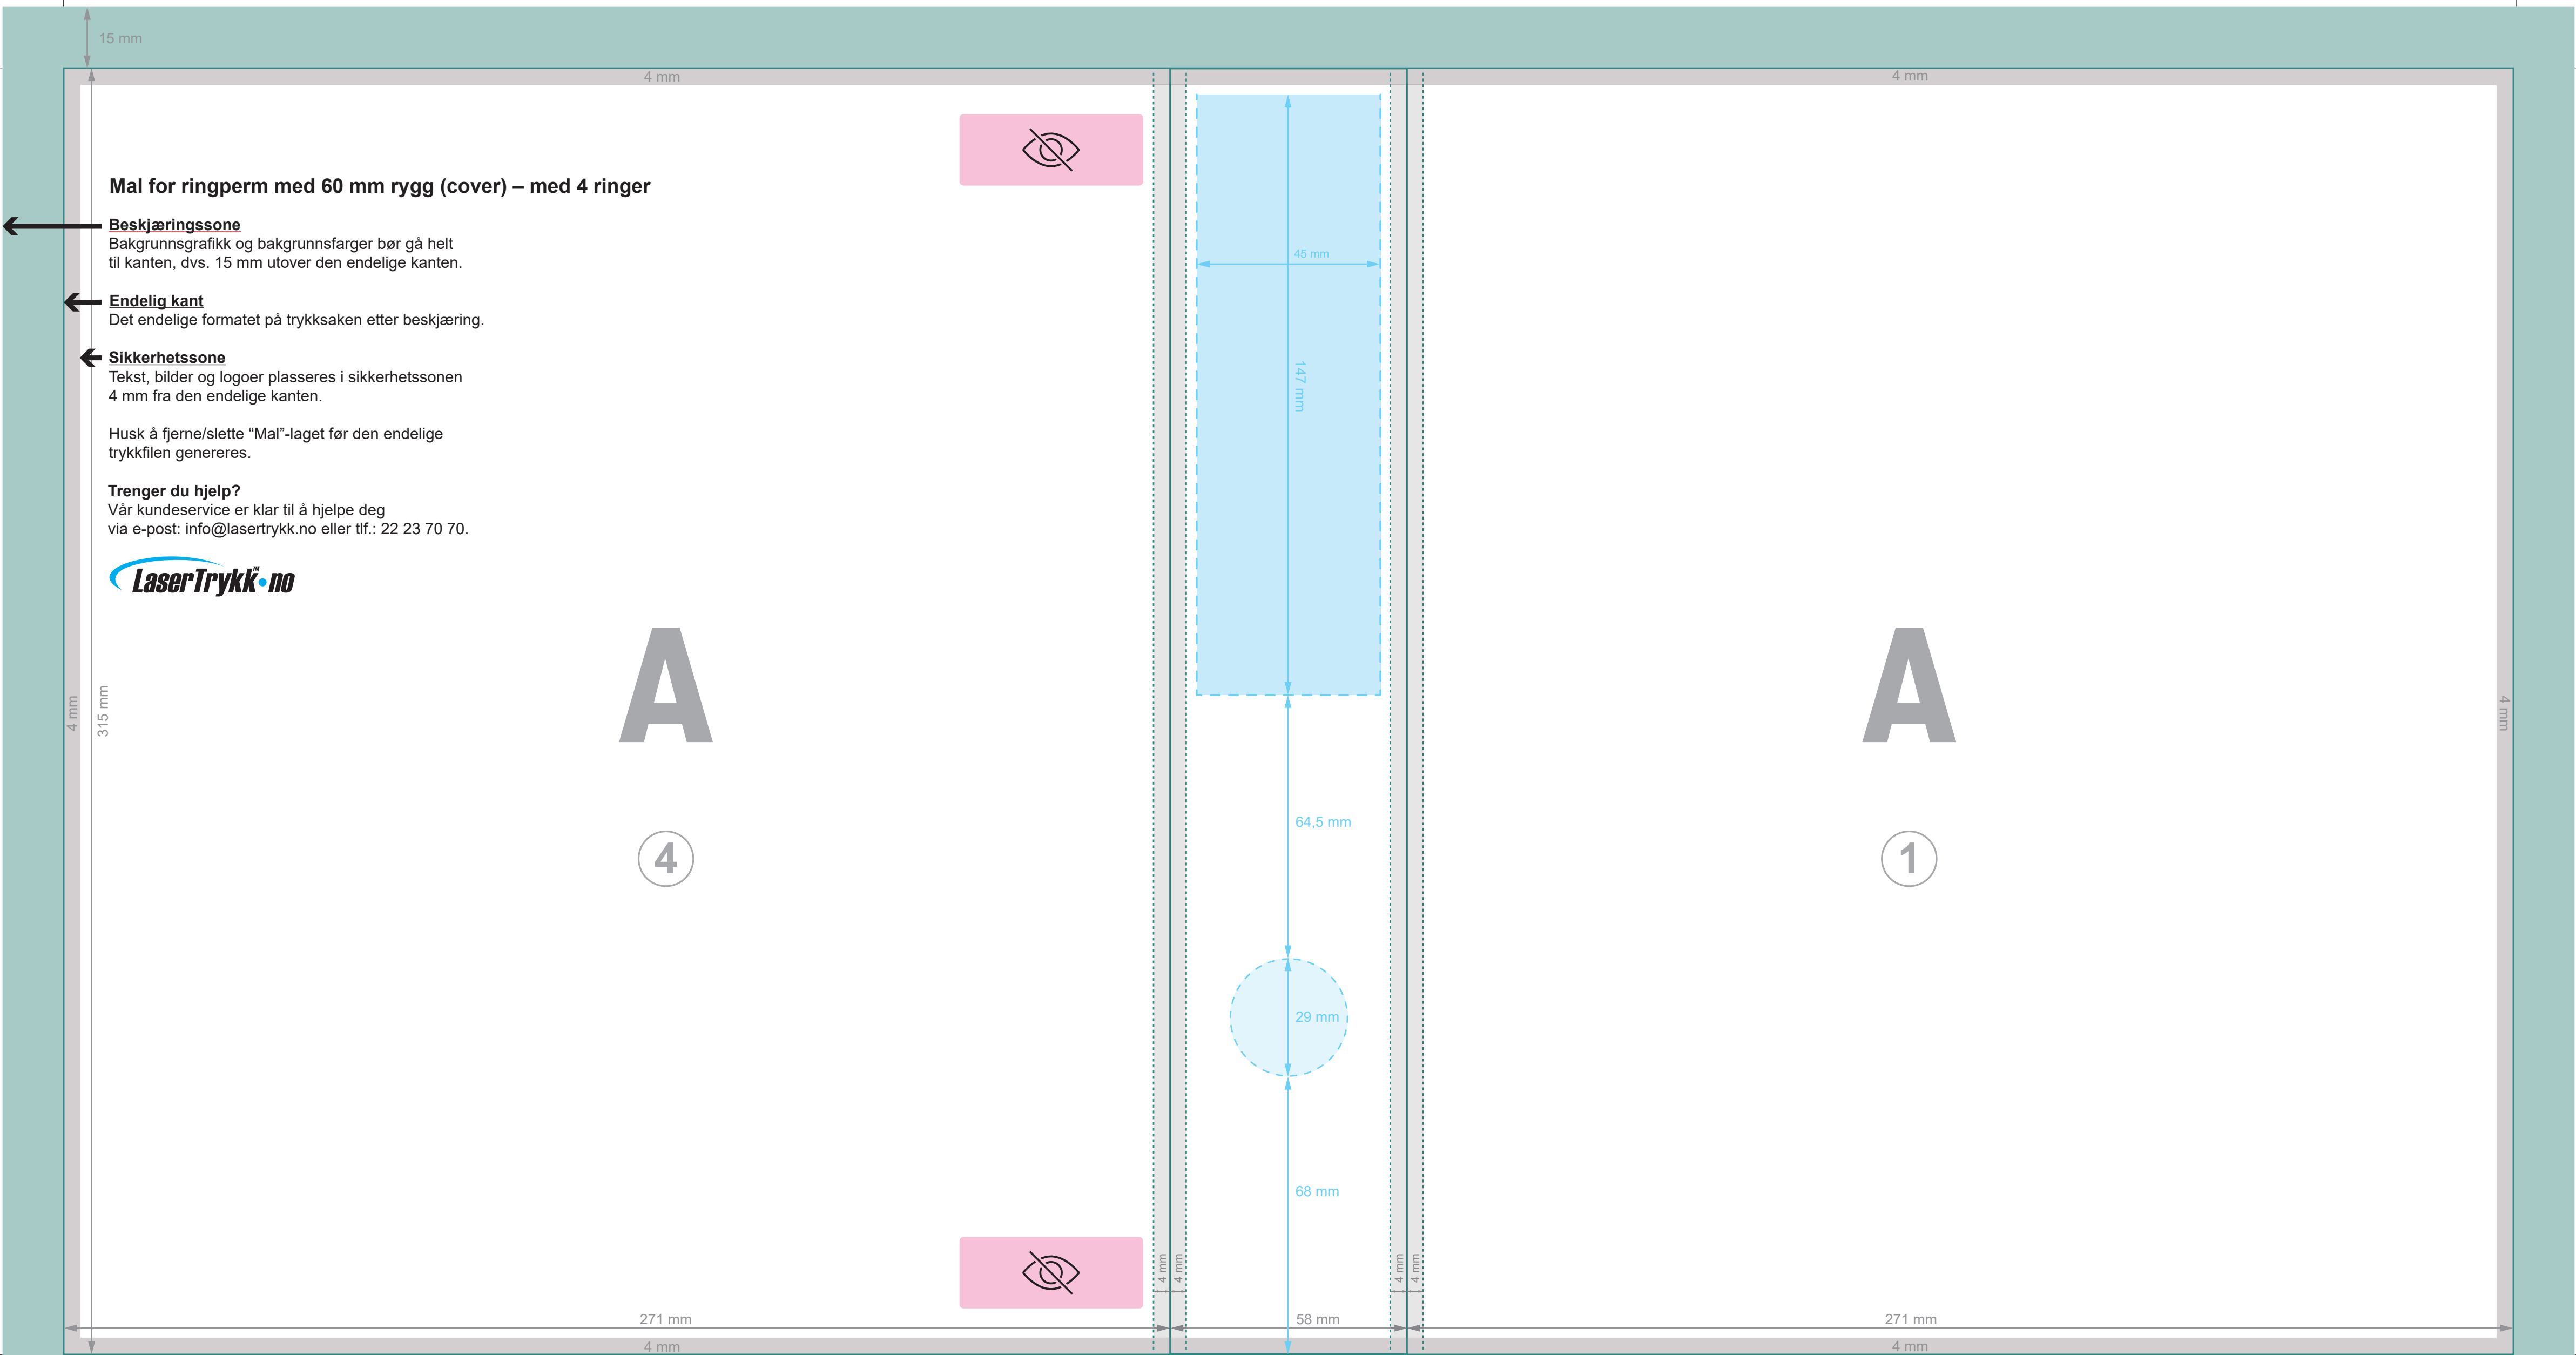 15 mm
4 mm
4 mm
Mal for ringperm med 60 mm rygg (cover) – med 4 ringer
Beskjæringssone
Bakgrunnsgrafikk og bakgrunnsfarger bør gå helt
til kanten, dvs. 15 mm utover den endelige kanten.
Endelig kant
Det endelige formatet på trykksaken etter beskjæring.
Sikkerhetssone
Tekst, bilder og logoer plasseres i sikkerhetssonen
4 mm fra den endelige kanten.
Husk å fjerne/slette “Mal”-laget før den endelige
trykkfilen genereres.
Trenger du hjelp?
Vår kundeservice er klar til å hjelpe deg
via e-post: info@lasertrykk.no eller tlf.: 22 23 70 70.
LaserTrykk™•no
45 mm
147 mm
4 mm
315 mm
A
A
4 mm
64,5 mm
4
1
29 mm
68 mm
4 mm
4 mm
4 mm
4 mm
271 mm
58 mm
271 mm
4 mm
4 mm